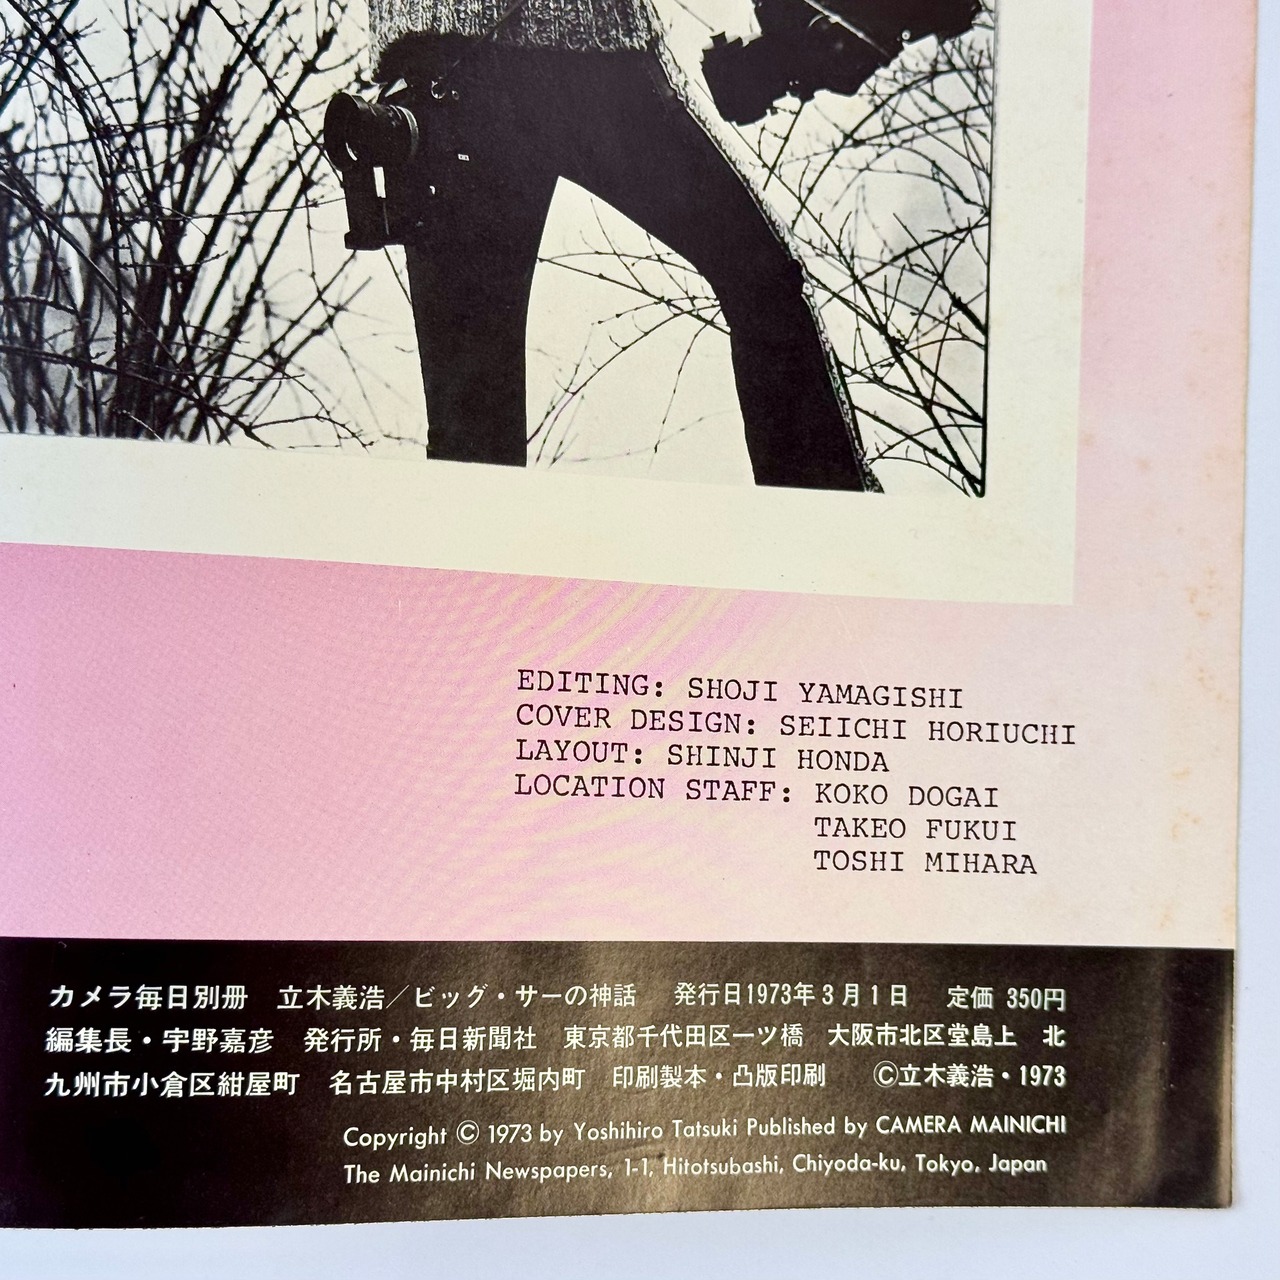 EDITING: SHOJI YAMAGISHI
COVER DESIGN: SEIICHI HORIUCHI
LAYOUT: SHINJI HONDA
LOCATION STAFF: KOKO DOGAI
TAKEO FUKUI
TOSHI MIHARA
カメラ毎日別冊　立木義浩／ビッグ・サーの神話　発行日1973年3月1日　定価 350円
編集長・宇野嘉彦　発行所・毎日新聞社　東京都千代田区一ツ橋　大阪市北区堂島上　北
九州市小倉区紺屋町　名古屋市中村区堀内町　印刷製本・凸版印刷　©立木義浩・1973
Copyright © 1973 by Yoshihiro Tatsuki Published by CAMERA MAINICHI
The Mainichi Newspapers, 1-1, Hitotsubashi, Chiyoda-ku, Tokyo, Japan